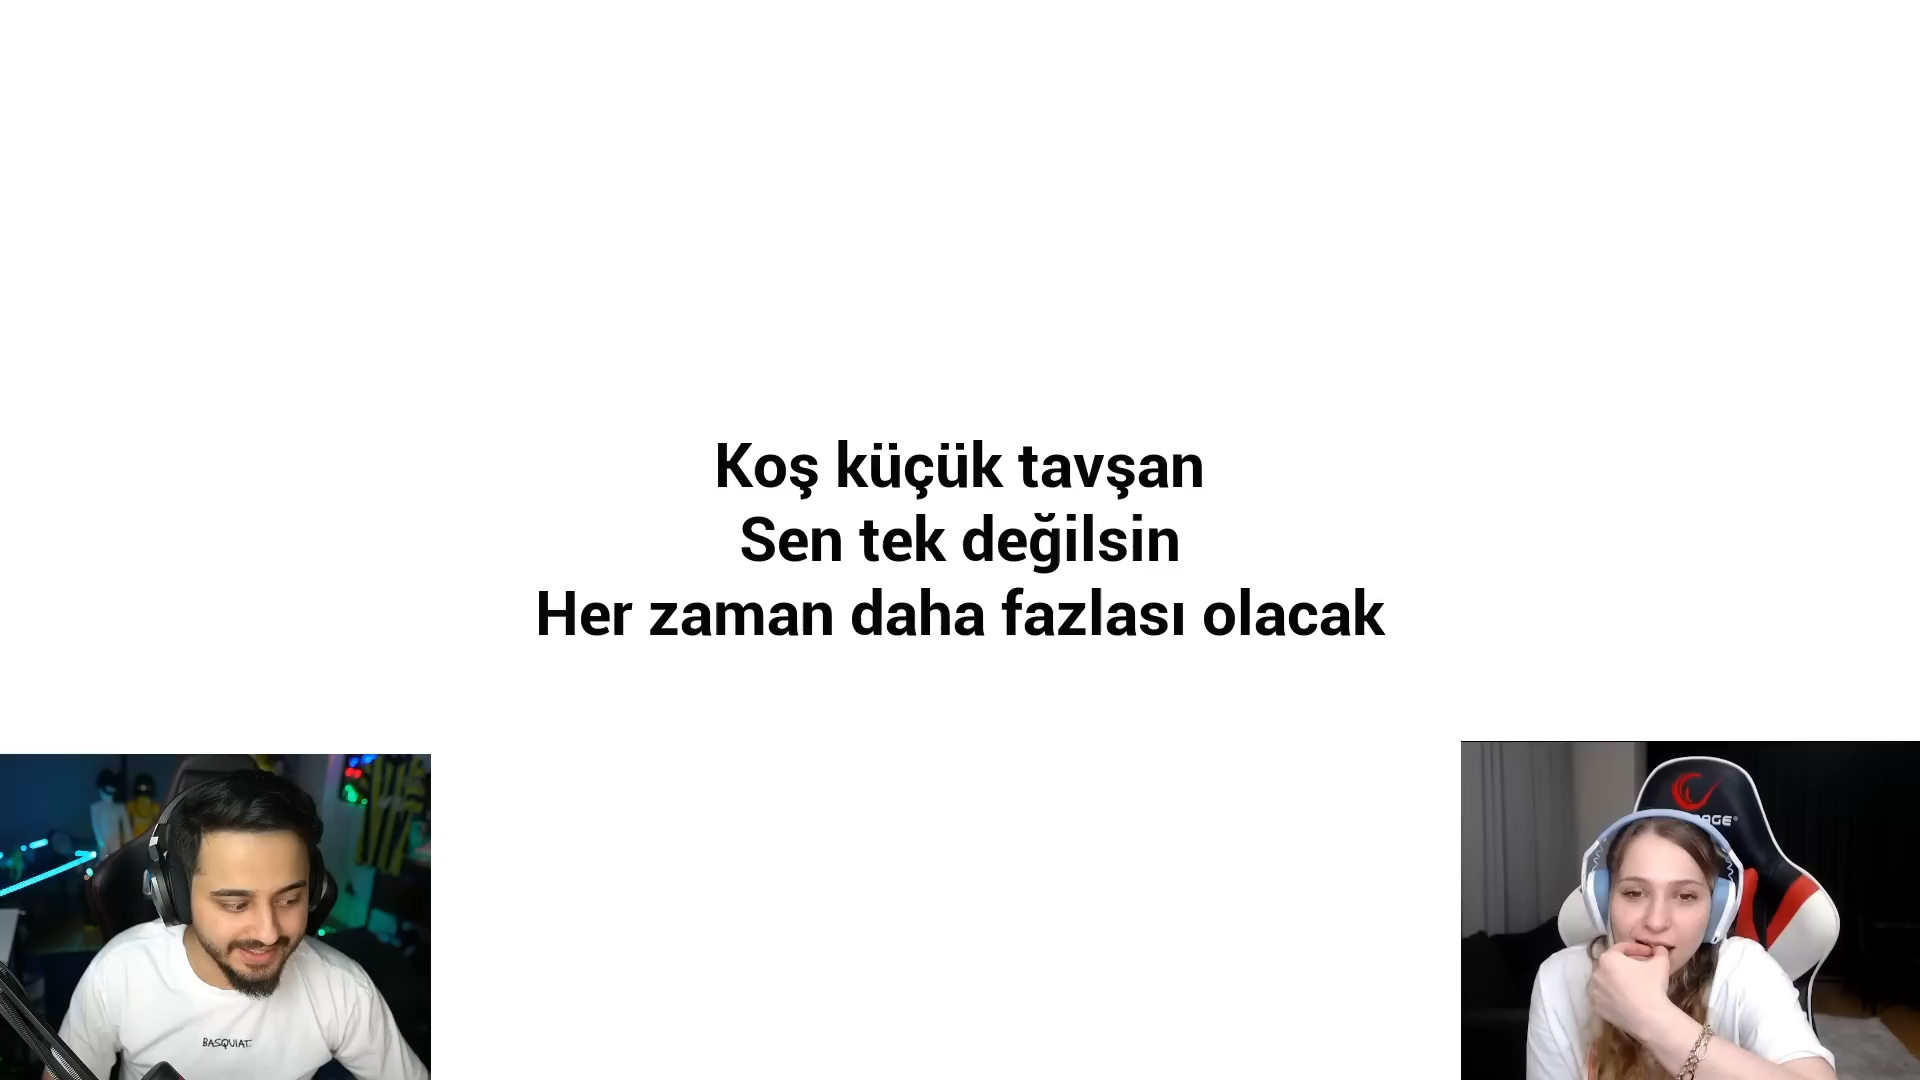 Koş küçük tavşan
Sen tek değilsin
Her zaman daha fazlası olacak
BASQUIAT